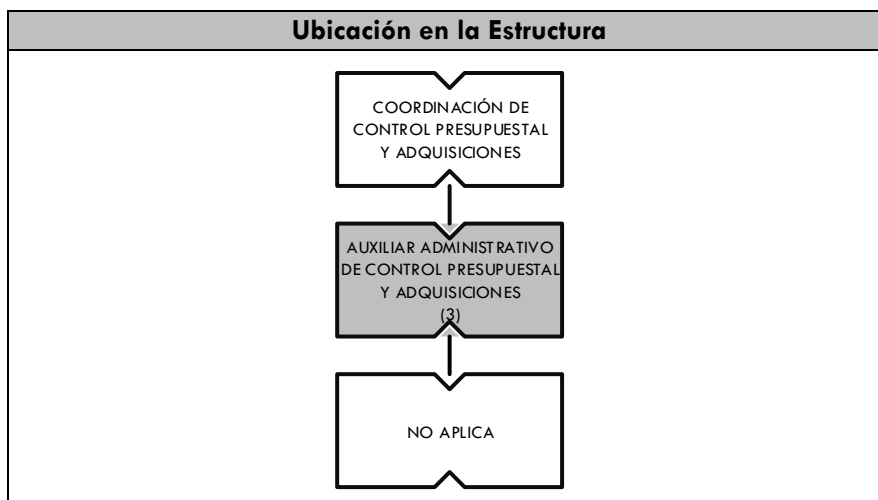 Ubicación en la Estructura
COORDINACIÓN DE
CONTROL PRESUPUESTAL
Y ADQUISICIONES
AUXILIAR ADMINISTRATIVO
DE CONTROL PRESUPUESTAL
Y ADQUISICIONES
(3)
NO APLICA